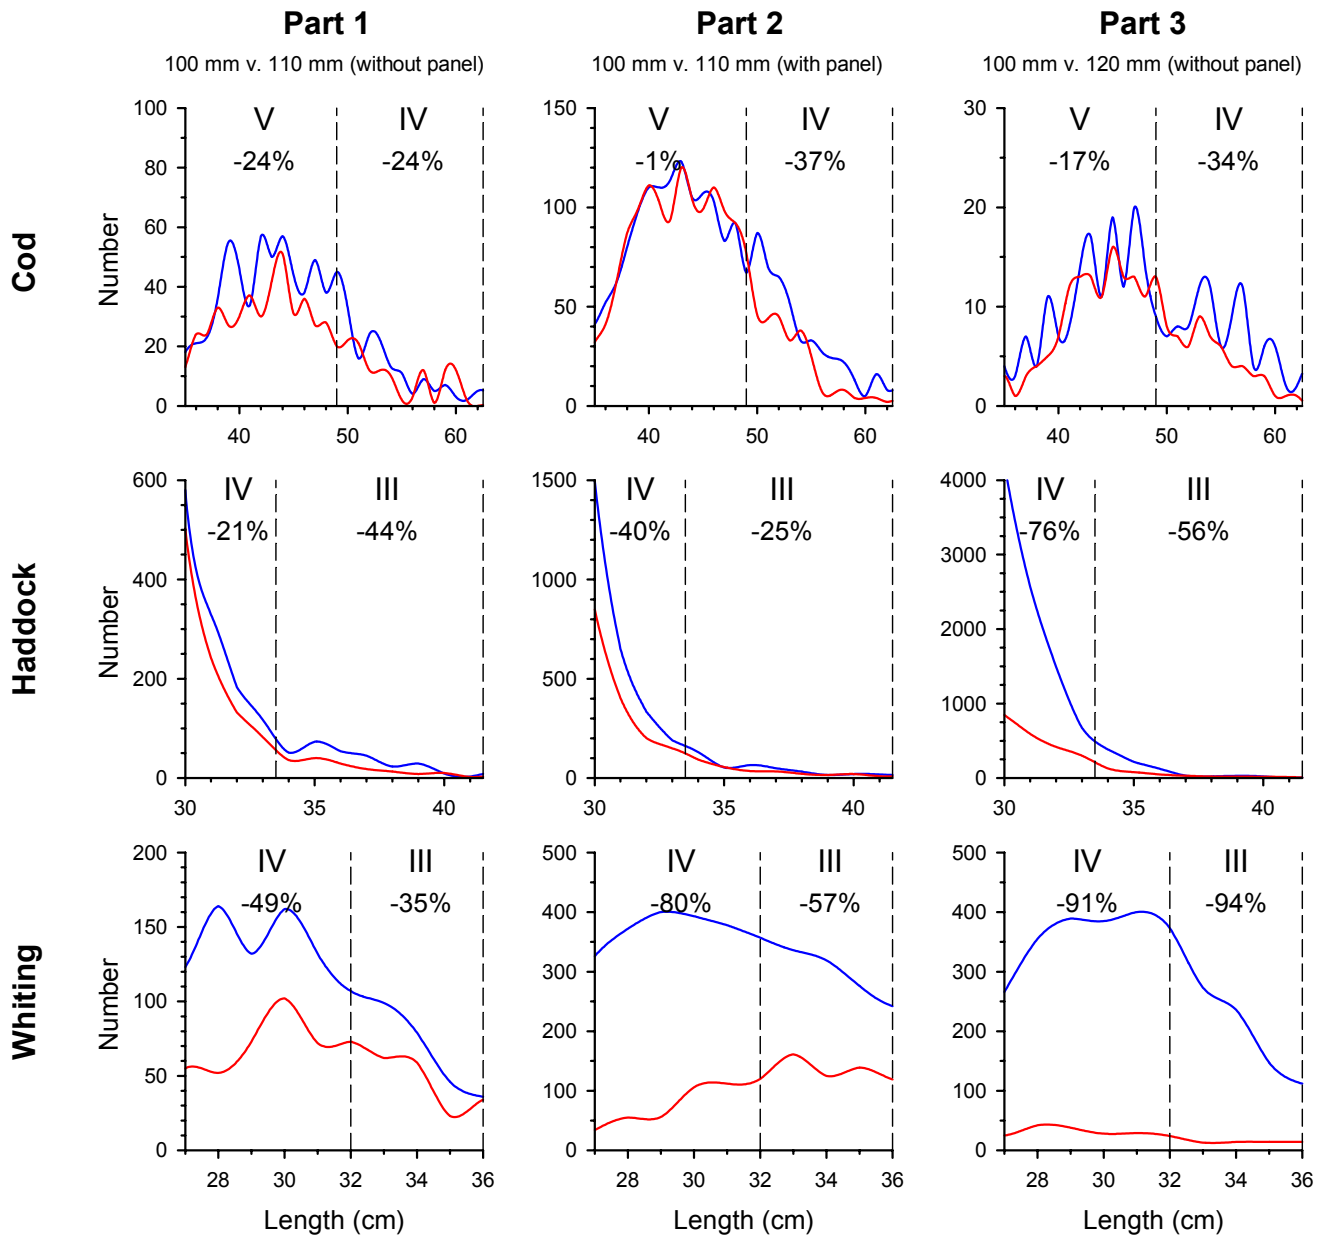 Part 1 Part 2 Part 3
100 mm v. 110 mm (without panel) 100 mm v. 110 mm (with panel) 100 mm v. 120 mm (without panel)
Cod
Number
100 80 60 40 20 0
V IV
-24% -24%
40 50 60
150 100 50 0
V IV
-1% -37%
40 50 60
30 20 10 0
V IV
-17% -34%
40 50 60
Haddock
Number
600 400 200 0
IV III
-21% -44%
30 35 40
1500 1000 500 0
IV III
-40% -25%
30 35 40
4000 3000 2000 1000 0
IV III
-76% -56%
30 35 40
Whiting
Number
200 150 100 50 0
IV III
-49% -35%
28 30 32 34 36
Length (cm)
500 400 300 200 100 0
IV III
-80% -57%
28 30 32 34 36
Length (cm)
500 400 300 200 100 0
IV III
-91% -94%
28 30 32 34 36
Length (cm)